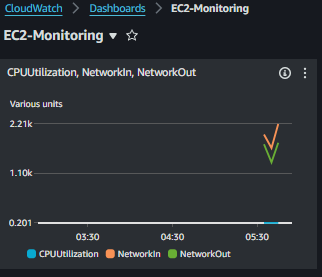 CloudWatch > Dashboards > EC2-Monitoring
EC2-Monitoring
CPUUtilization, NetworkIn, NetworkOut
Various units
2.21k
1.10k
0.201
03:30 04:30 05:30
CPUUtilization NetworkIn NetworkOut